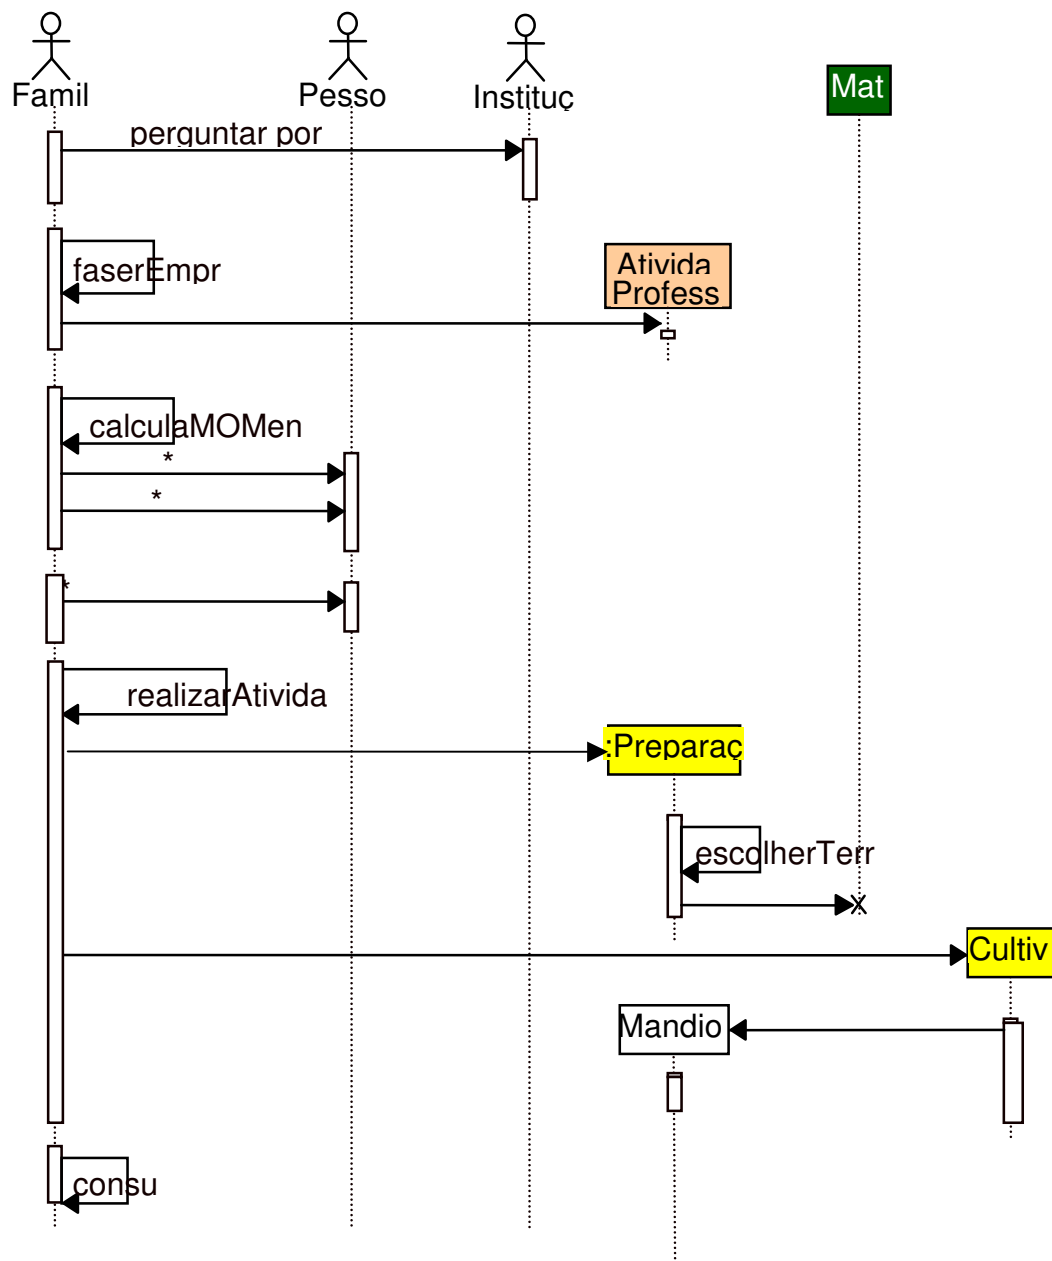 Famil
Pesso
Instituç
Mat
perguntar por
faserEmpr
Ativida
Profess
calculaMOMen
*
*
*
realizarAtivida
:Preparaç
escolherTerr
Cultiv
Mandio
consu